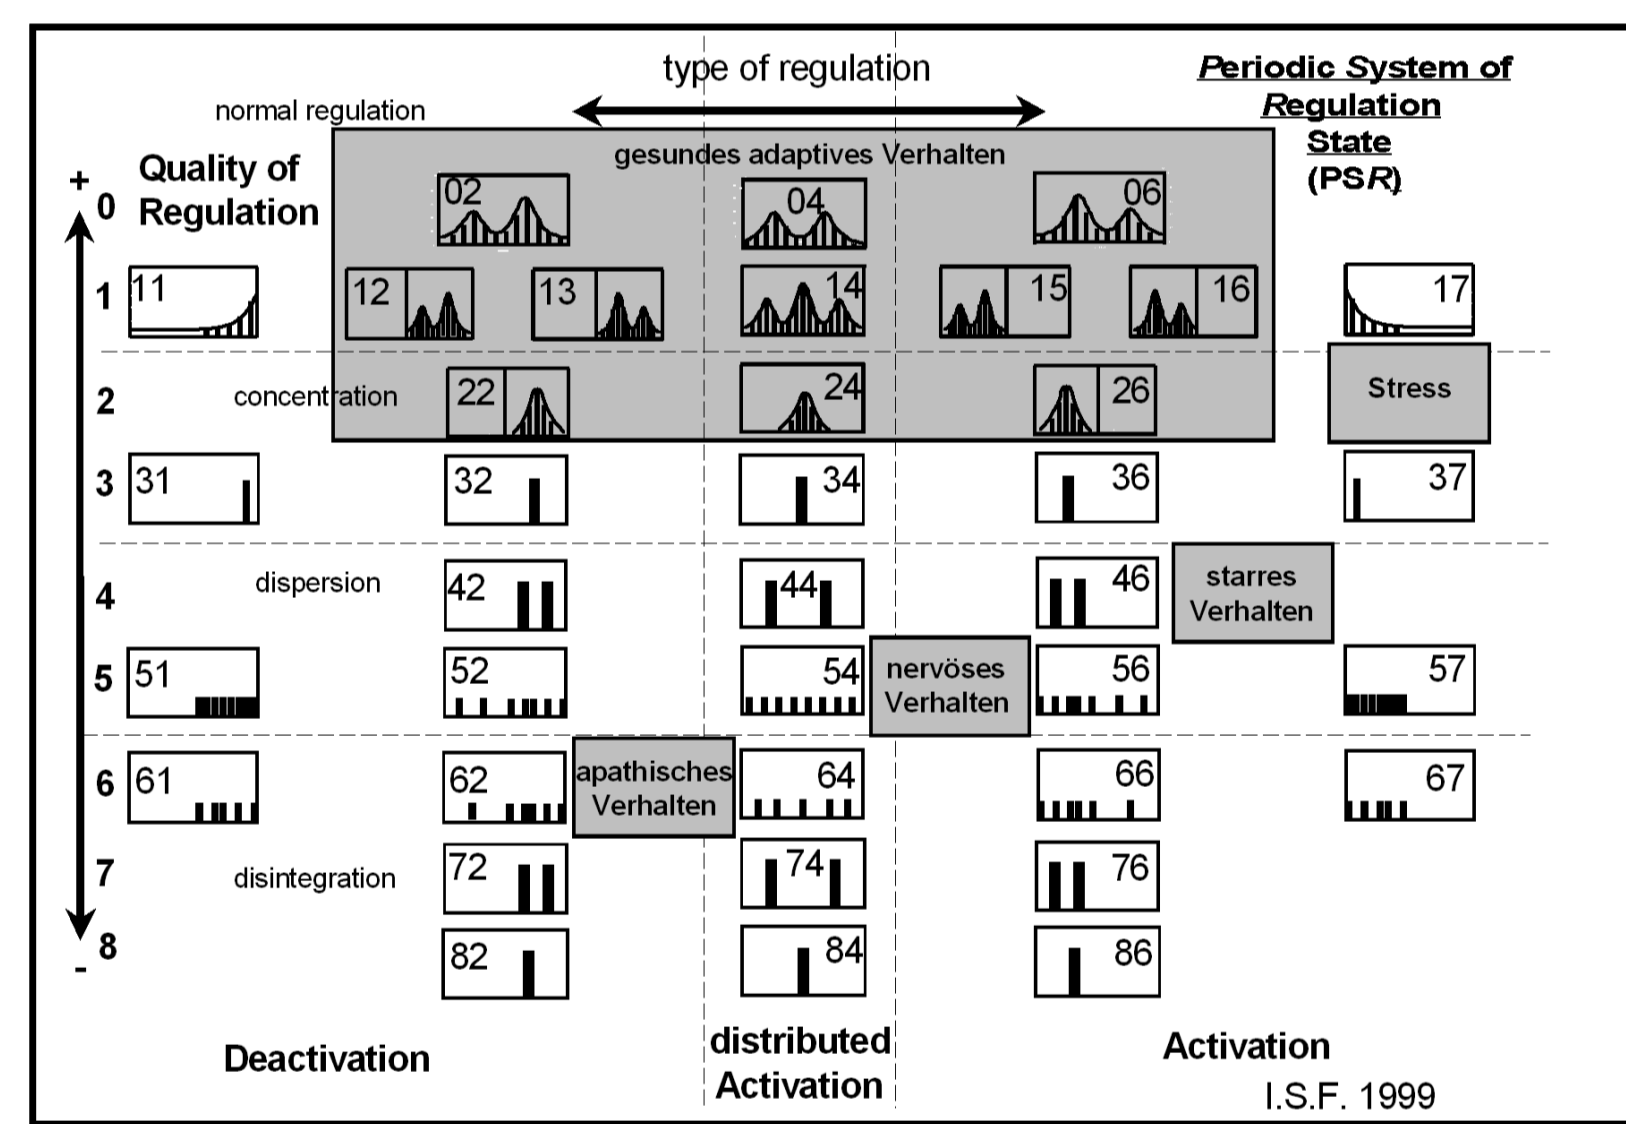 type of regulation
Periodic System of
Regulation
State
(PSR)
normal regulation
gesundes adaptives Verhalten
Quality of
Regulation
+
0
02
04
06
1
11
12
13
14
15
16
17
2
concentration
22
24
26
Stress
3
31
32
34
36
37
4
dispersion
42
44
46
starres
Verhalten
5
51
52
54
nervöses
Verhalten
56
57
6
61
62
apathisches
Verhalten
64
66
67
7
disintegration
72
74
76
8
-
82
84
86
Deactivation
distributed
Activation
Activation
I.S.F. 1999